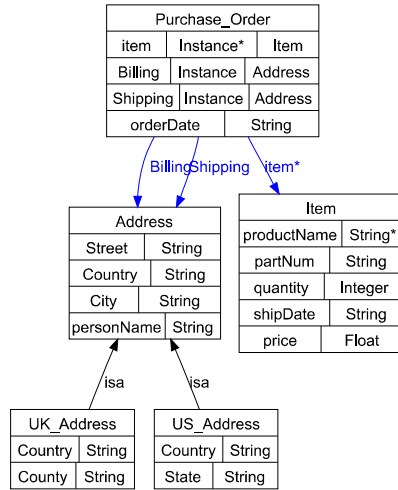 Purchase_Order
item Instance* Item
Billing Instance Address
Shipping Instance Address
orderDate String
Billing Shipping item*
Address
Street String
Country String
City String
personName String
Item
productName String*
partNum String
quantity Integer
shipDate String
price Float
isa isa
UK_Address
Country String
County String
US_Address
Country String
State String